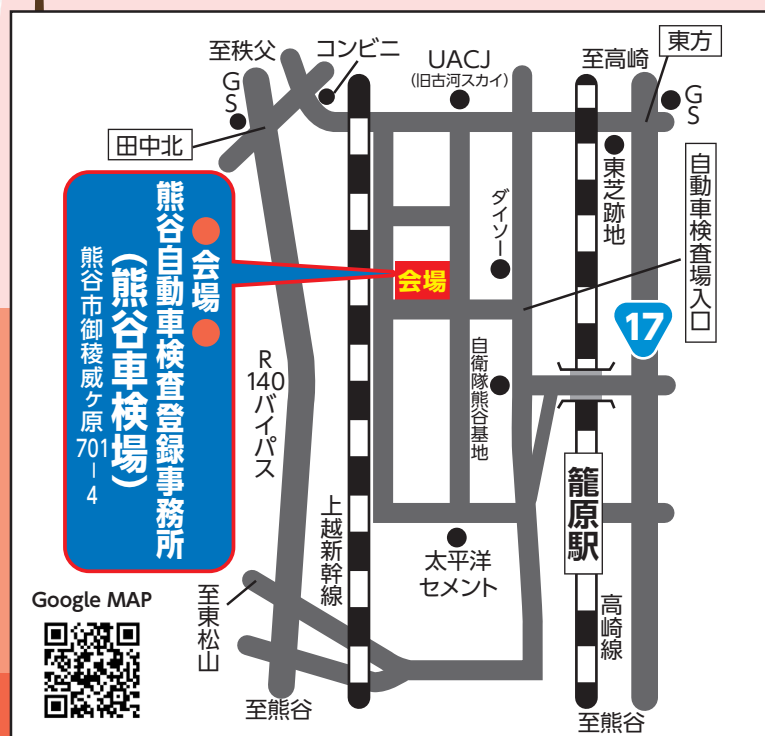 至秩父
コンビニ
UACJ
(旧古河スカイ)
至高崎
東方
GS
GS
田中北
東芝跡地
自動車検査場入口
ダイソー
●会場●
熊谷自動車検査登録事務所
(熊谷車検場)
熊谷市御稜威ヶ原701-4
会場
17
R140バイパス
自衛隊熊谷基地
籠原駅
上越新幹線
太平洋
セメント
Google MAP
至東松山
高崎線
至熊谷
至熊谷